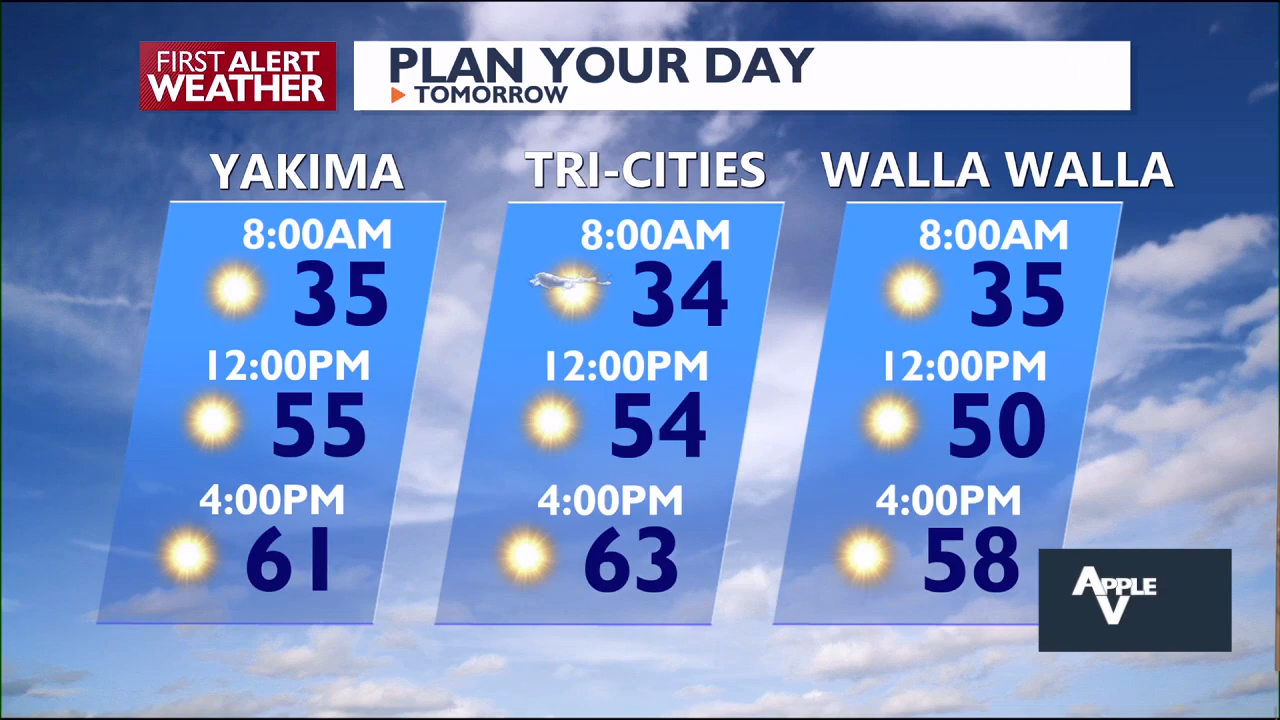 FIRST ALERT
WEATHER
PLAN YOUR DAY
TOMORROW
YAKIMA
8:00AM
35
12:00PM
55
4:00PM
61
TRI-CITIES
8:00AM
34
12:00PM
54
4:00PM
63
WALLA WALLA
8:00AM
35
12:00PM
50
4:00PM
58
APPLE
V